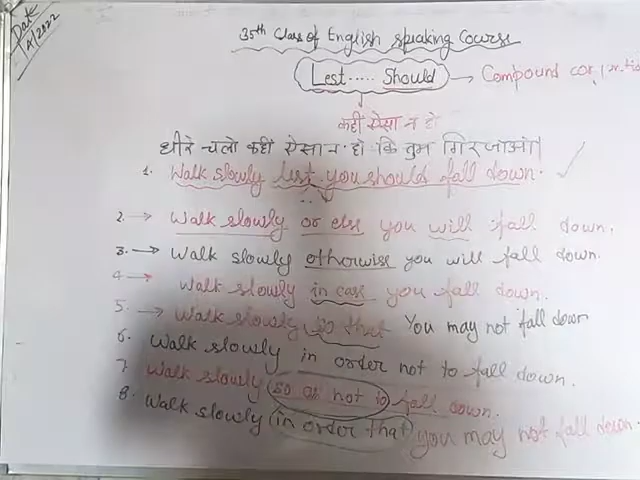 Date
1/4/2022
35th Class of English speaking Course
Lest..... Should → Compound
कहीं ऐसा न हो
धीरे चलो कहीं ऐसा न हो कि तुम गिर जाओ।
1. Walk slowly lest you should fall down.
2. → Walk slowly or else you will fall down.
3. → Walk slowly otherwise you will fall down.
4 → Walk slowly in case you fall down.
5. → Walk slowly so that You may not fall down
6. Walk slowly in order not to fall down.
7. Walk slowly so as not to fall down.
8. Walk slowly in order that you may not fall down.